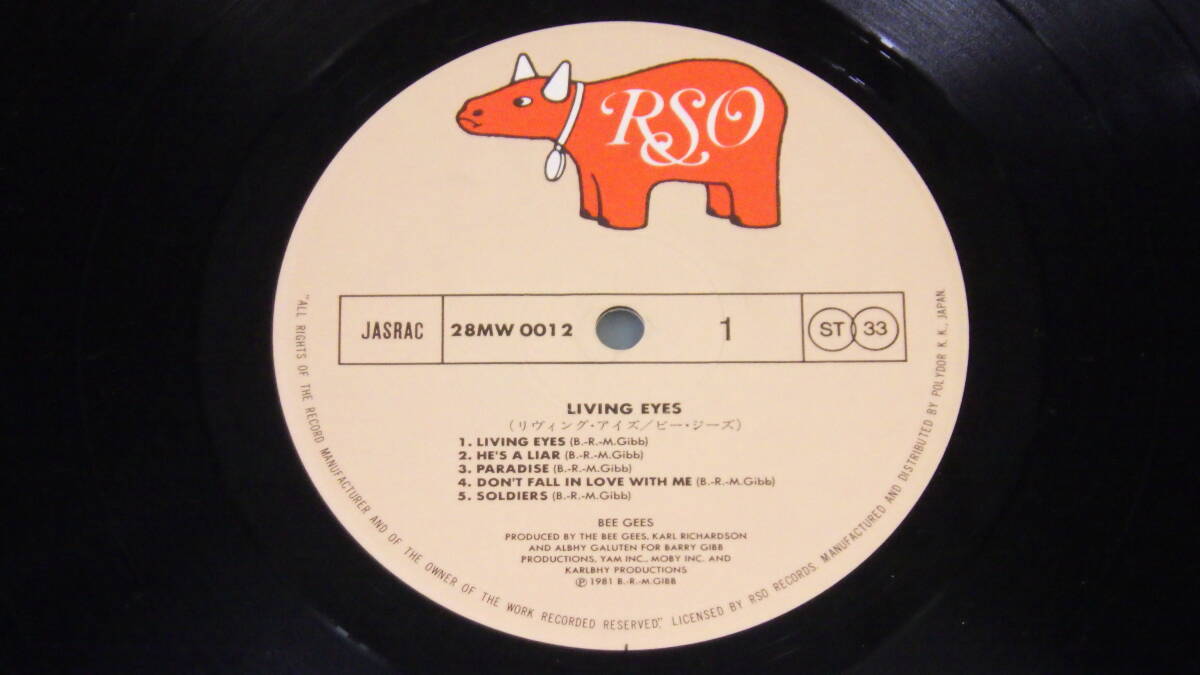 RSO
JASRAC
28MW 0012
1
ST 33
LIVING EYES
(リヴィング・アイズ/ビー・ジーズ)
1. LIVING EYES (B.-R.-M.Gibb)
2. HE'S A LIAR (B.-R.-M.Gibb)
3. PARADISE (B.-R.-M.Gibb)
4. DON'T FALL IN LOVE WITH ME (B.-R.-M.Gibb)
5. SOLDIERS (B.-R.-M.Gibb)
BEE GEES
PRODUCED BY THE BEE GEES, KARL RICHARDSON
AND ALBHY GALUTEN FOR BARRY GIBB
PRODUCTIONS, YAM INC., MOBY INC. AND
KARLBHY PRODUCTIONS
℗ 1981 B.-R.-M.GIBB
"ALL RIGHTS OF THE RECORD MANUFACTURER AND OF THE OWNER OF THE WORK RECORDED RESERVED." LICENSED BY RSO RECORDS. MANUFACTURED AND DISTRIBUTED BY POLYDOR K.K., JAPAN.